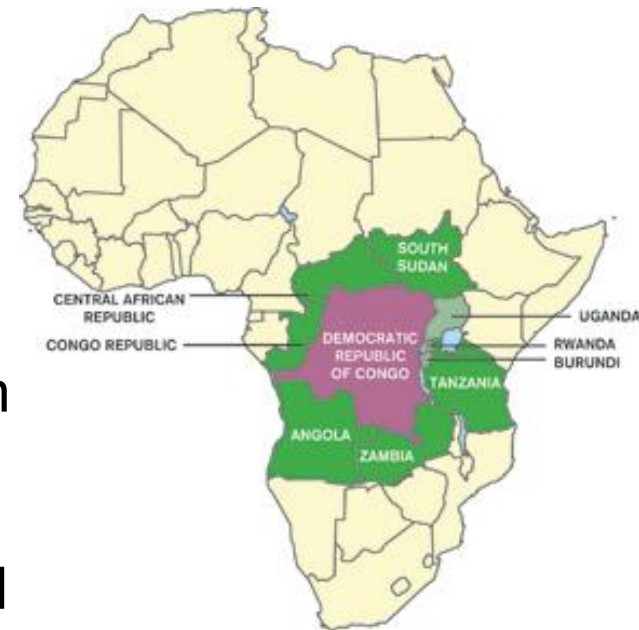 SOUTH
SUDAN
CENTRAL AFRICAN
REPUBLIC
UGANDA
CONGO REPUBLIC
DEMOCRATIC
REPUBLIC
OF CONGO
RWANDA
BURUNDI
TANZANIA
ANGOLA
ZAMBIA